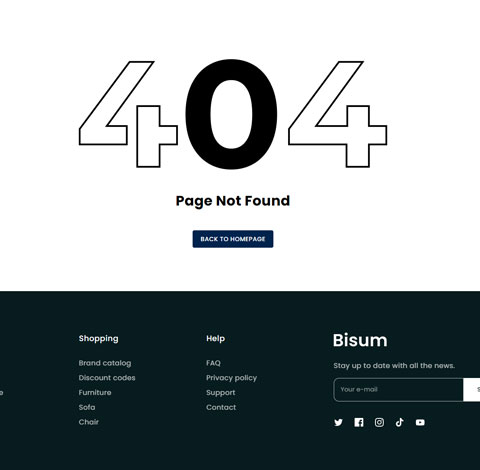 404
Page Not Found
BACK TO HOMEPAGE
Shopping
Brand catalog
Discount codes
Furniture
Sofa
Chair
Help
FAQ
Privacy policy
Support
Contact
Bisum
Stay up to date with all the news.
Your e-mail